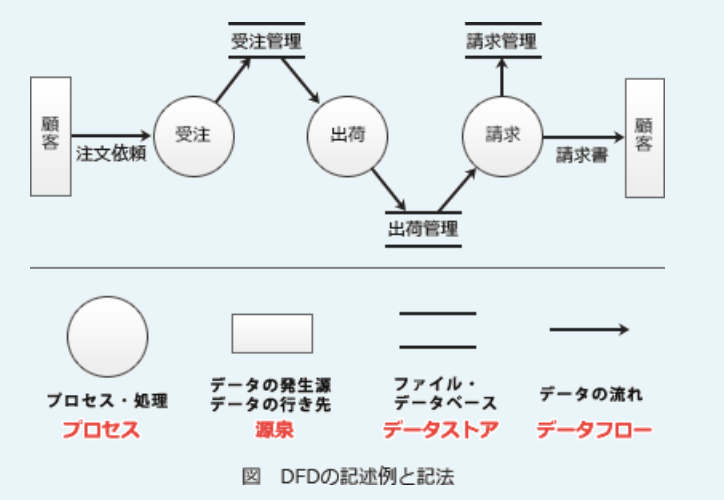 受注管理
請求管理
顧客
注文依頼
受注
出荷
請求
請求書
顧客
出荷管理
プロセス・処理
プロセス
データの発生源
データの行き先
源泉
ファイル・
データベース
データストア
データの流れ
データフロー
図 DFDの記述例と記法